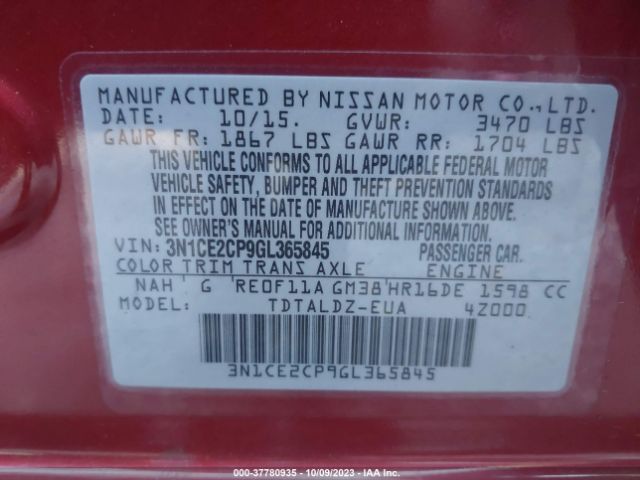 MANUFACTURED BY NISSAN MOTOR CO., LTD.
DATE: 10/15. GVWR: 3470 LBS
GAWR FR: 1867 LBS GAWR RR: 1704 LBS
THIS VEHICLE CONFORMS TO ALL APPLICABLE FEDERAL MOTOR
VEHICLE SAFETY, BUMPER AND THEFT PREVENTION STANDARDS
IN EFFECT ON THE DATE OF MANUFACTURE SHOWN ABOVE.
SEE OWNER'S MANUAL FOR ADDITIONAL INFORMATION.
VIN: 3N1CE2CP9GL365845 PASSENGER CAR.
COLOR TRIM TRANS AXLE ENGINE
NAH G RE0F11A GM38 HR16DE 1598 CC
MODEL: TDTALDZ-EUA 4Z000
3N1CE2CP9GL365845
000-37780935 - 10/09/2023 - IAA Inc.